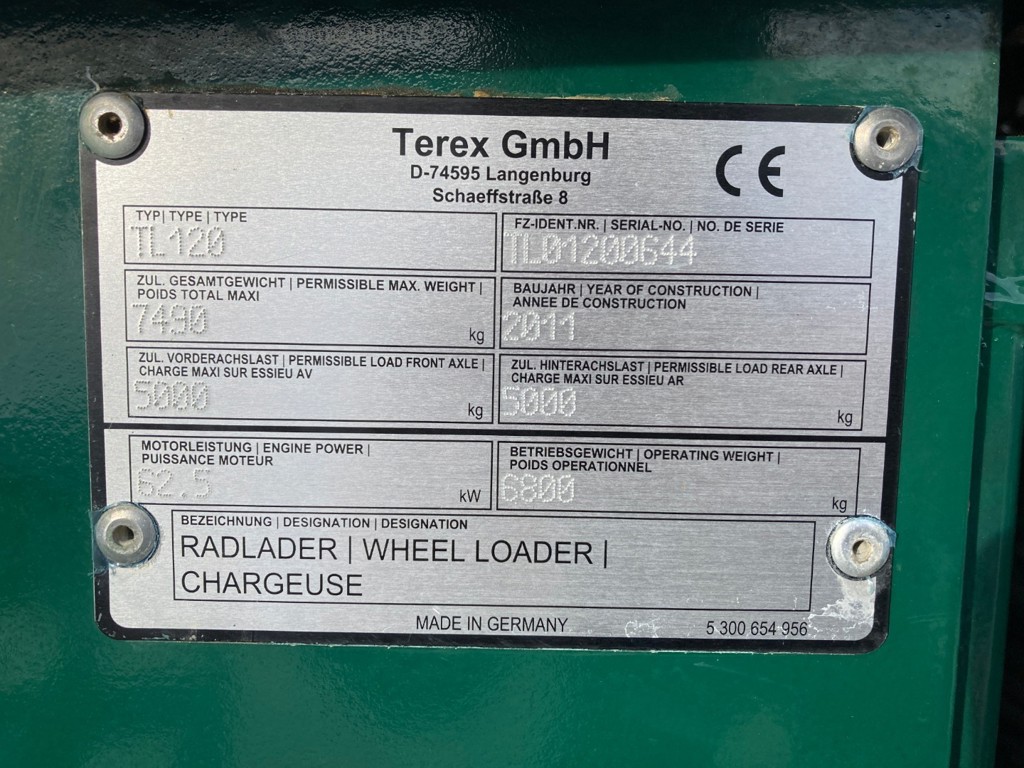 Terex GmbH
D-74595 Langenburg
Schaeffstraße 8
CE
TYP| TYPE | TYPE
TL120
FZ-IDENT.NR. | SERIAL-NO. | NO. DE SERIE
TL01200644
ZUL. GESAMTGEWICHT | PERMISSIBLE MAX. WEIGHT |
POIDS TOTAL MAXI
7490 kg
BAUJAHR | YEAR OF CONSTRUCTION |
ANNEE DE CONSTRUCTION
2011
ZUL. VORDERACHSLAST | PERMISSIBLE LOAD FRONT AXLE |
CHARGE MAXI SUR ESSIEU AV
5000 kg
ZUL. HINTERACHSLAST | PERMISSIBLE LOAD REAR AXLE |
CHARGE MAXI SUR ESSIEU AR
5000 kg
MOTORLEISTUNG | ENGINE POWER |
PUISSANCE MOTEUR
62.5 kW
BETRIEBSGEWICHT | OPERATING WEIGHT |
POIDS OPERATIONNEL
6800 kg
BEZEICHNUNG | DESIGNATION | DESIGNATION
RADLADER | WHEEL LOADER |
CHARGEUSE
MADE IN GERMANY 5 300 654 956